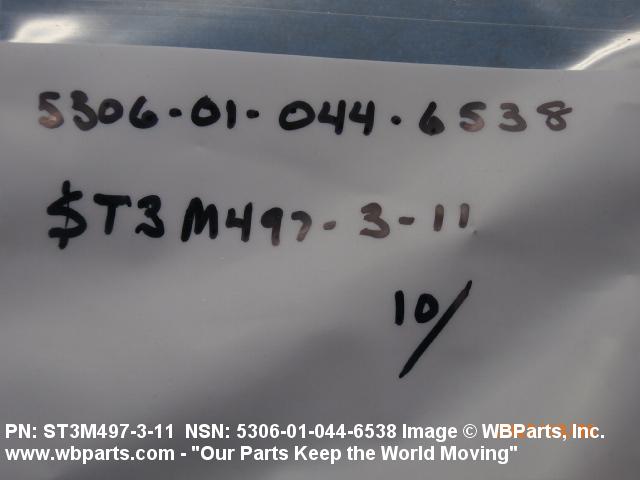 5306-01-044-6538
$T3M497-3-11
10/
PN: ST3M497-3-11 NSN: 5306-01-044-6538 Image © WBParts, Inc.
www.wbparts.com - "Our Parts Keep the World Moving"